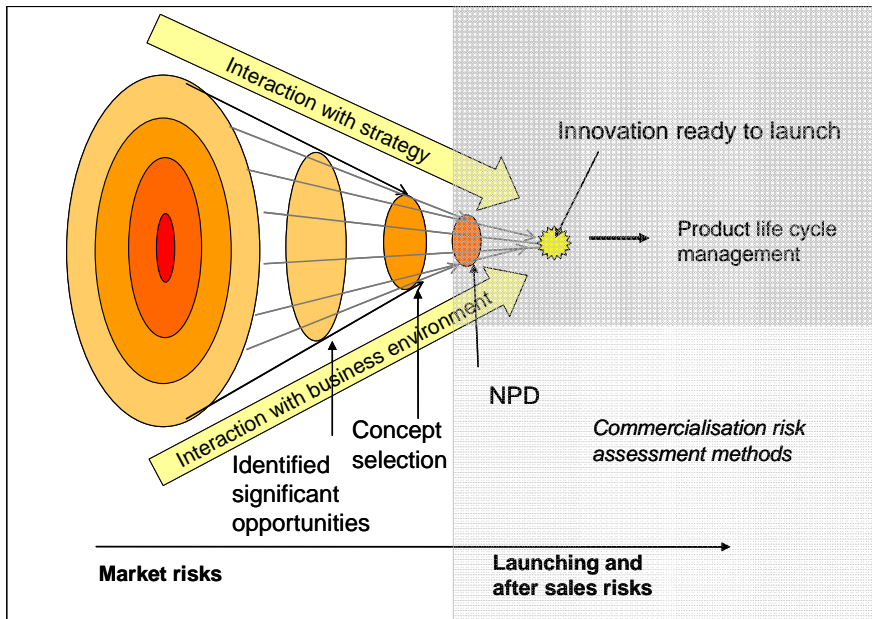 Interaction with strategy
Innovation ready to launch
Product life cycle
management
Interaction with business environment
NPD
Concept
selection
Identified
significant
opportunities
Commercialisation risk
assessment methods
Market risks
Launching and
after sales risks